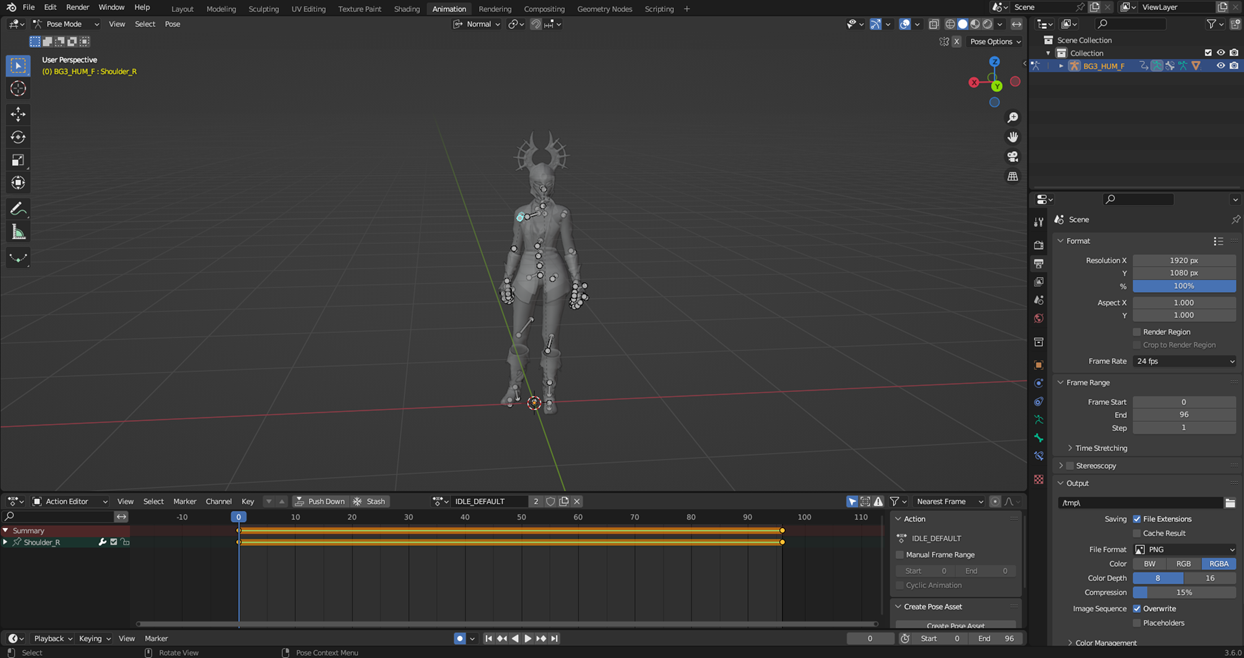 File Edit Render Window Help Layout Modeling Sculpting UV Editing Texture Paint Shading Animation Rendering Compositing Geometry Nodes Scripting + Scene ViewLayer
Pose Mode View Select Pose Normal
X Pose Options
User Perspective
(0) BG3_HUM_F : Shoulder_R
Z
X
Y
Scene Collection
Collection
BG3_HUM_F
Scene
Format
Resolution X 1920 px
Y 1080 px
% 100%
Aspect X 1.000
Y 1.000
Render Region
Crop to Render Region
Frame Rate 24 fps
Frame Range
Frame Start 0
End 96
Step 1
Time Stretching
Stereoscopy
Output
/tmp\
Saving File Extensions
Cache Result
File Format PNG
Color BW RGB RGBA
Color Depth 8 16
Compression 15%
Image Sequence Overwrite
Placeholders
Color Management
Action Editor View Select Marker Channel Key Push Down Stash IDLE_DEFAULT 2 Nearest Frame
-10 0 10 20 30 40 50 60 70 80 90 100 110
Summary
Shoulder_R
Action
IDLE_DEFAULT
Manual Frame Range
Start 0 End 0
Cyclic Animation
Create Pose Asset
Create Pose Asset
Playback Keying View Marker 0 Start 0 End 96
Select Rotate View Pose Context Menu 3.6.0